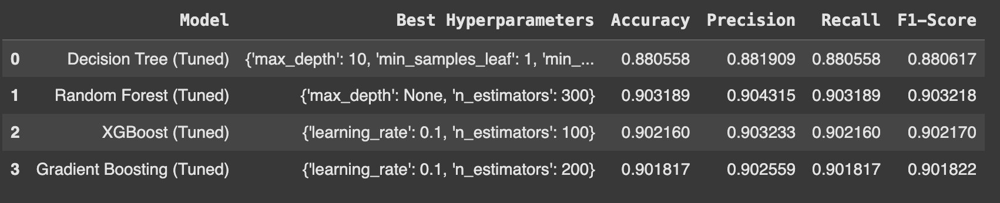 Model Best Hyperparameters Accuracy Precision Recall F1-Score
0 Decision Tree (Tuned) {'max_depth': 10, 'min_samples_leaf': 1, 'min_... 0.880558 0.881909 0.880558 0.880617
1 Random Forest (Tuned) {'max_depth': None, 'n_estimators': 300} 0.903189 0.904315 0.903189 0.903218
2 XGBoost (Tuned) {'learning_rate': 0.1, 'n_estimators': 100} 0.902160 0.903233 0.902160 0.902170
3 Gradient Boosting (Tuned) {'learning_rate': 0.1, 'n_estimators': 200} 0.901817 0.902559 0.901817 0.901822